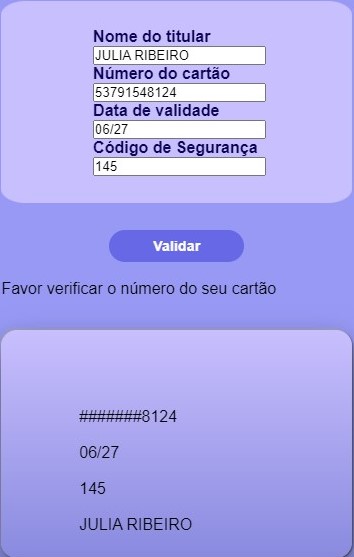 Nome do titular
JULIA RIBEIRO
Número do cartão
53791548124
Data de validade
06/27
Código de Segurança
145
Validar
Favor verificar o número do seu cartão
#######8124
06/27
145
JULIA RIBEIRO